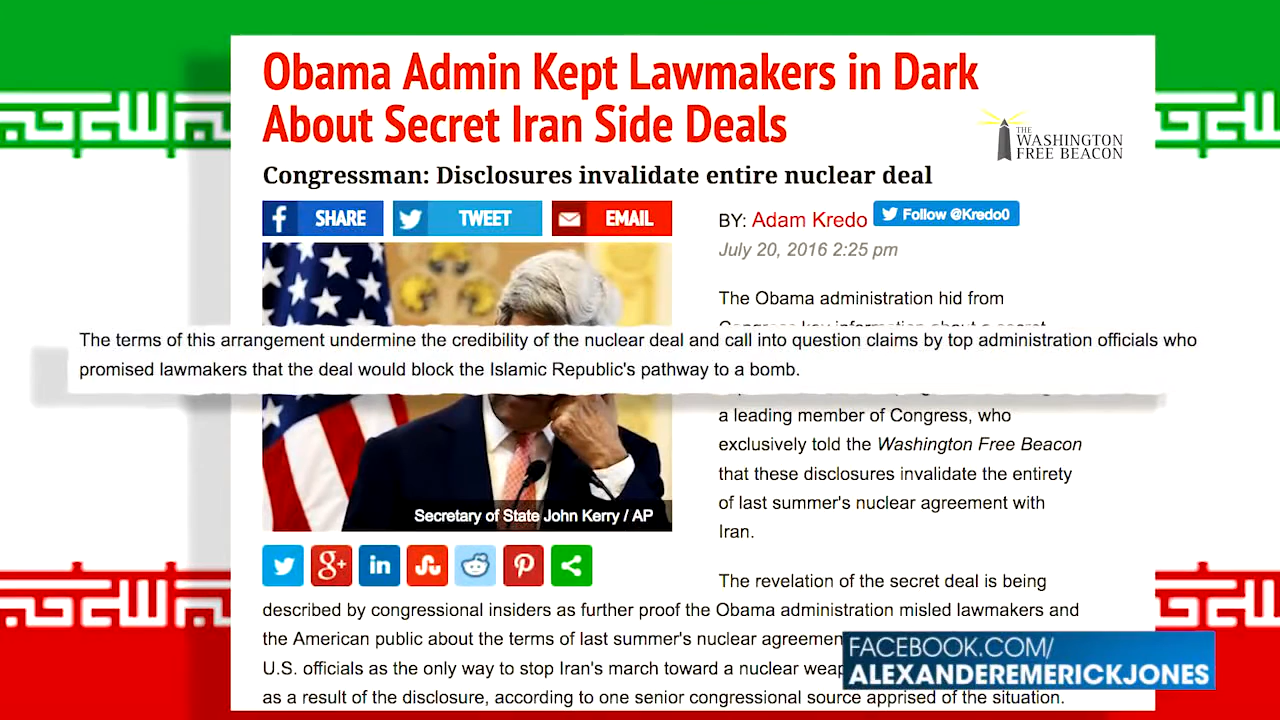 Obama Admin Kept Lawmakers in Dark
About Secret Iran Side Deals
THE
WASHINGTON
FREE BEACON
Congressman: Disclosures invalidate entire nuclear deal
SHARE
TWEET
EMAIL
BY: Adam Kredo
Follow @Kredo0
July 20, 2016 2:25 pm
The Obama administration hid from
The terms of this arrangement undermine the credibility of the nuclear deal and call into question claims by top administration officials who
promised lawmakers that the deal would block the Islamic Republic's pathway to a bomb.
a leading member of Congress, who
exclusively told the Washington Free Beacon
that these disclosures invalidate the entirety
of last summer's nuclear agreement with
Iran.
Secretary of State John Kerry / AP
The revelation of the secret deal is being
described by congressional insiders as further proof the Obama administration misled lawmakers and
the American public about the terms of last summer's nuclear agreemen
U.S. officials as the only way to stop Iran's march toward a nuclear weap
as a result of the disclosure, according to one senior congressional source apprised of the situation.
FACEBOOK.COM/
ALEXANDEREMERICKJONES